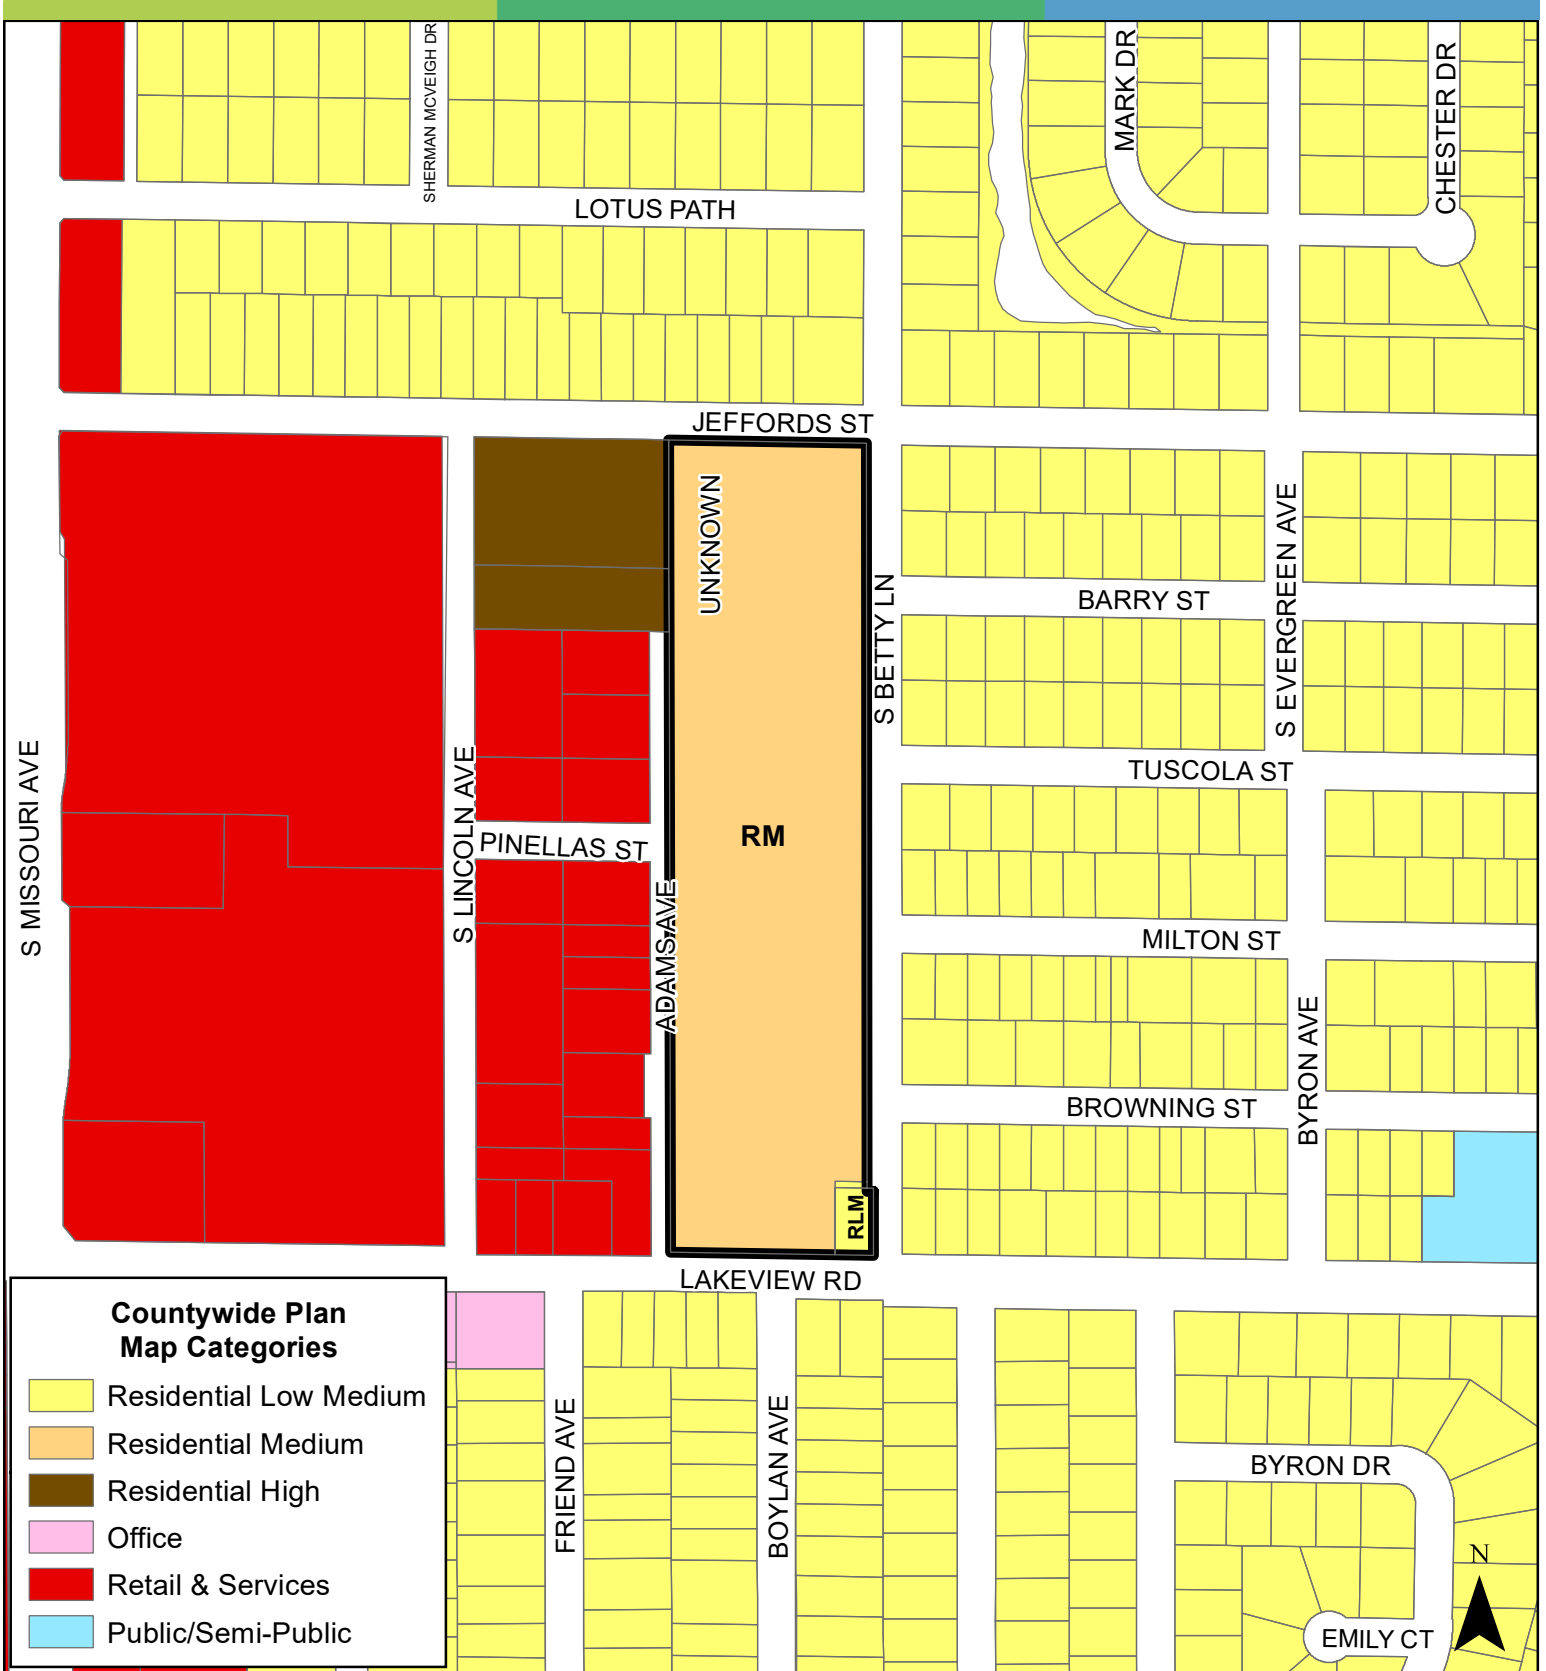 SHERMAN MCVEIGH DR
MARK DR
CHESTER DR
LOTUS PATH
JEFFORDS ST
UNKNOWN
S BETTY LN
BARRY ST
S EVERGREEN AVE
TUSCOLA ST
S MISSOURI AVE
S LINCOLN AVE
PINELLAS ST
RM
ADAMS AVE
MILTON ST
BYRON AVE
BROWNING ST
RLM
LAKEVIEW RD
Countywide Plan
Map Categories
Residential Low Medium
Residential Medium
Residential High
Office
Retail & Services
Public/Semi-Public
FRIEND AVE
BOYLAN AVE
BYRON DR
N
EMILY CT